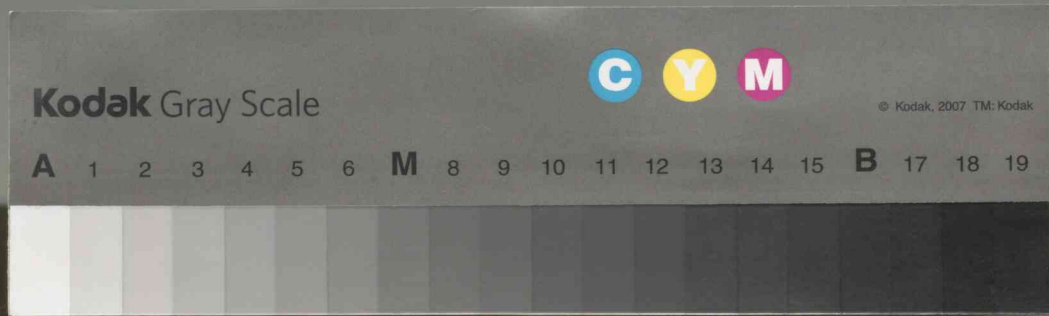 C Y M
Kodak Gray Scale
© Kodak, 2007 TM: Kodak
A 1 2 3 4 5 6 M 8 9 10 11 12 13 14 15 B 17 18 19